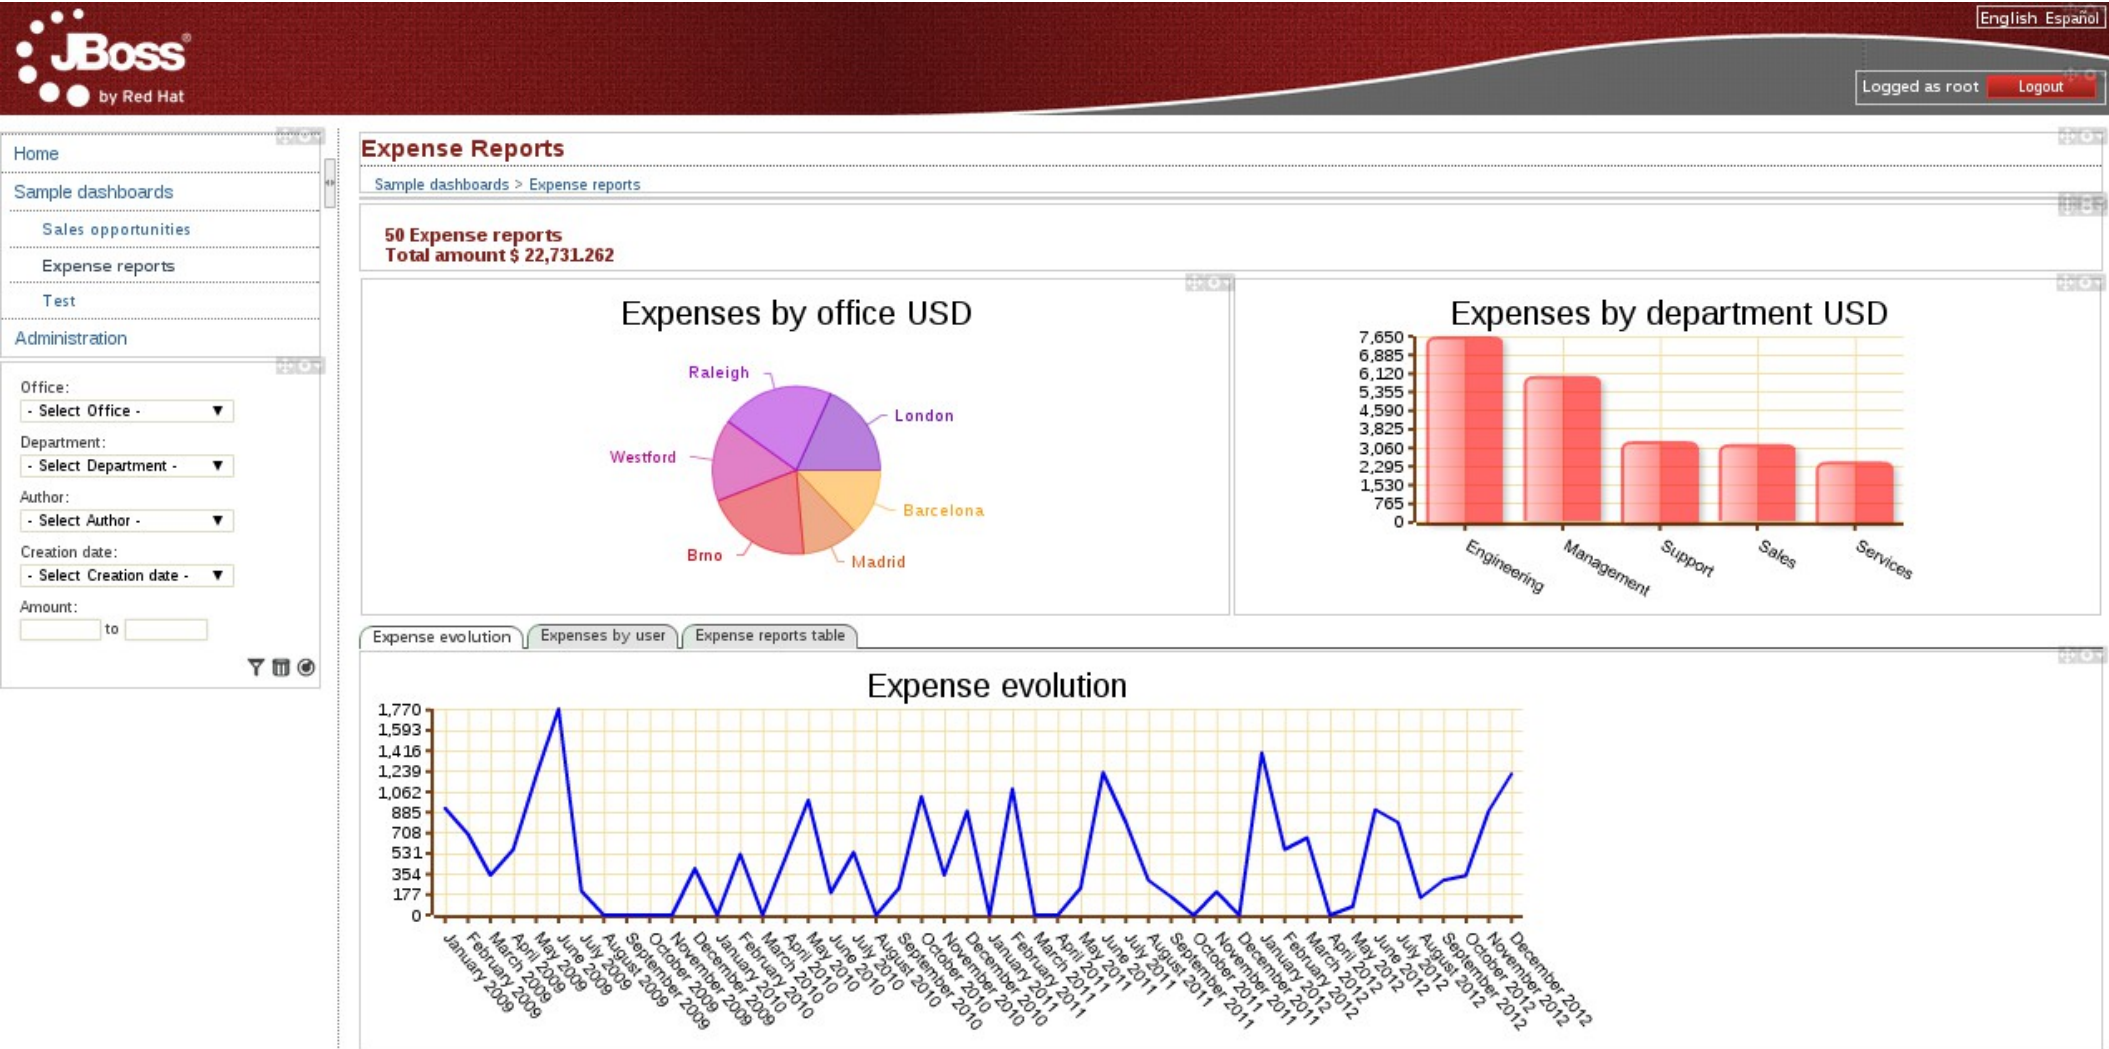 English Español
JBoss®
by Red Hat
Logged as root Logout
Home
Sample dashboards
Sales opportunities
Expense reports
Test
Administration
Office:
- Select Office -
Department:
- Select Department -
Author:
- Select Author -
Creation date:
- Select Creation date -
Amount:
to
Expense Reports
Sample dashboards > Expense reports
50 Expense reports
Total amount $ 22,731.262
Expenses by office USD
Raleigh
London
Westford
Barcelona
Brno
Madrid
Expenses by department USD
7,650
6,885
6,120
5,355
4,590
3,825
3,060
2,295
1,530
765
0
Engineering
Management
Support
Sales
Services
Expense evolution
Expenses by user
Expense reports table
Expense evolution
1,770
1,593
1,416
1,239
1,062
885
708
531
354
177
0
January 2009
February 2009
March 2009
April 2009
May 2009
June 2009
July 2009
August 2009
September 2009
October 2009
November 2009
December 2009
January 2010
February 2010
March 2010
April 2010
May 2010
June 2010
July 2010
August 2010
September 2010
October 2010
November 2010
December 2010
January 2011
February 2011
March 2011
April 2011
May 2011
June 2011
July 2011
August 2011
September 2011
October 2011
November 2011
December 2011
January 2012
February 2012
March 2012
April 2012
May 2012
June 2012
July 2012
August 2012
September 2012
October 2012
November 2012
December 2012